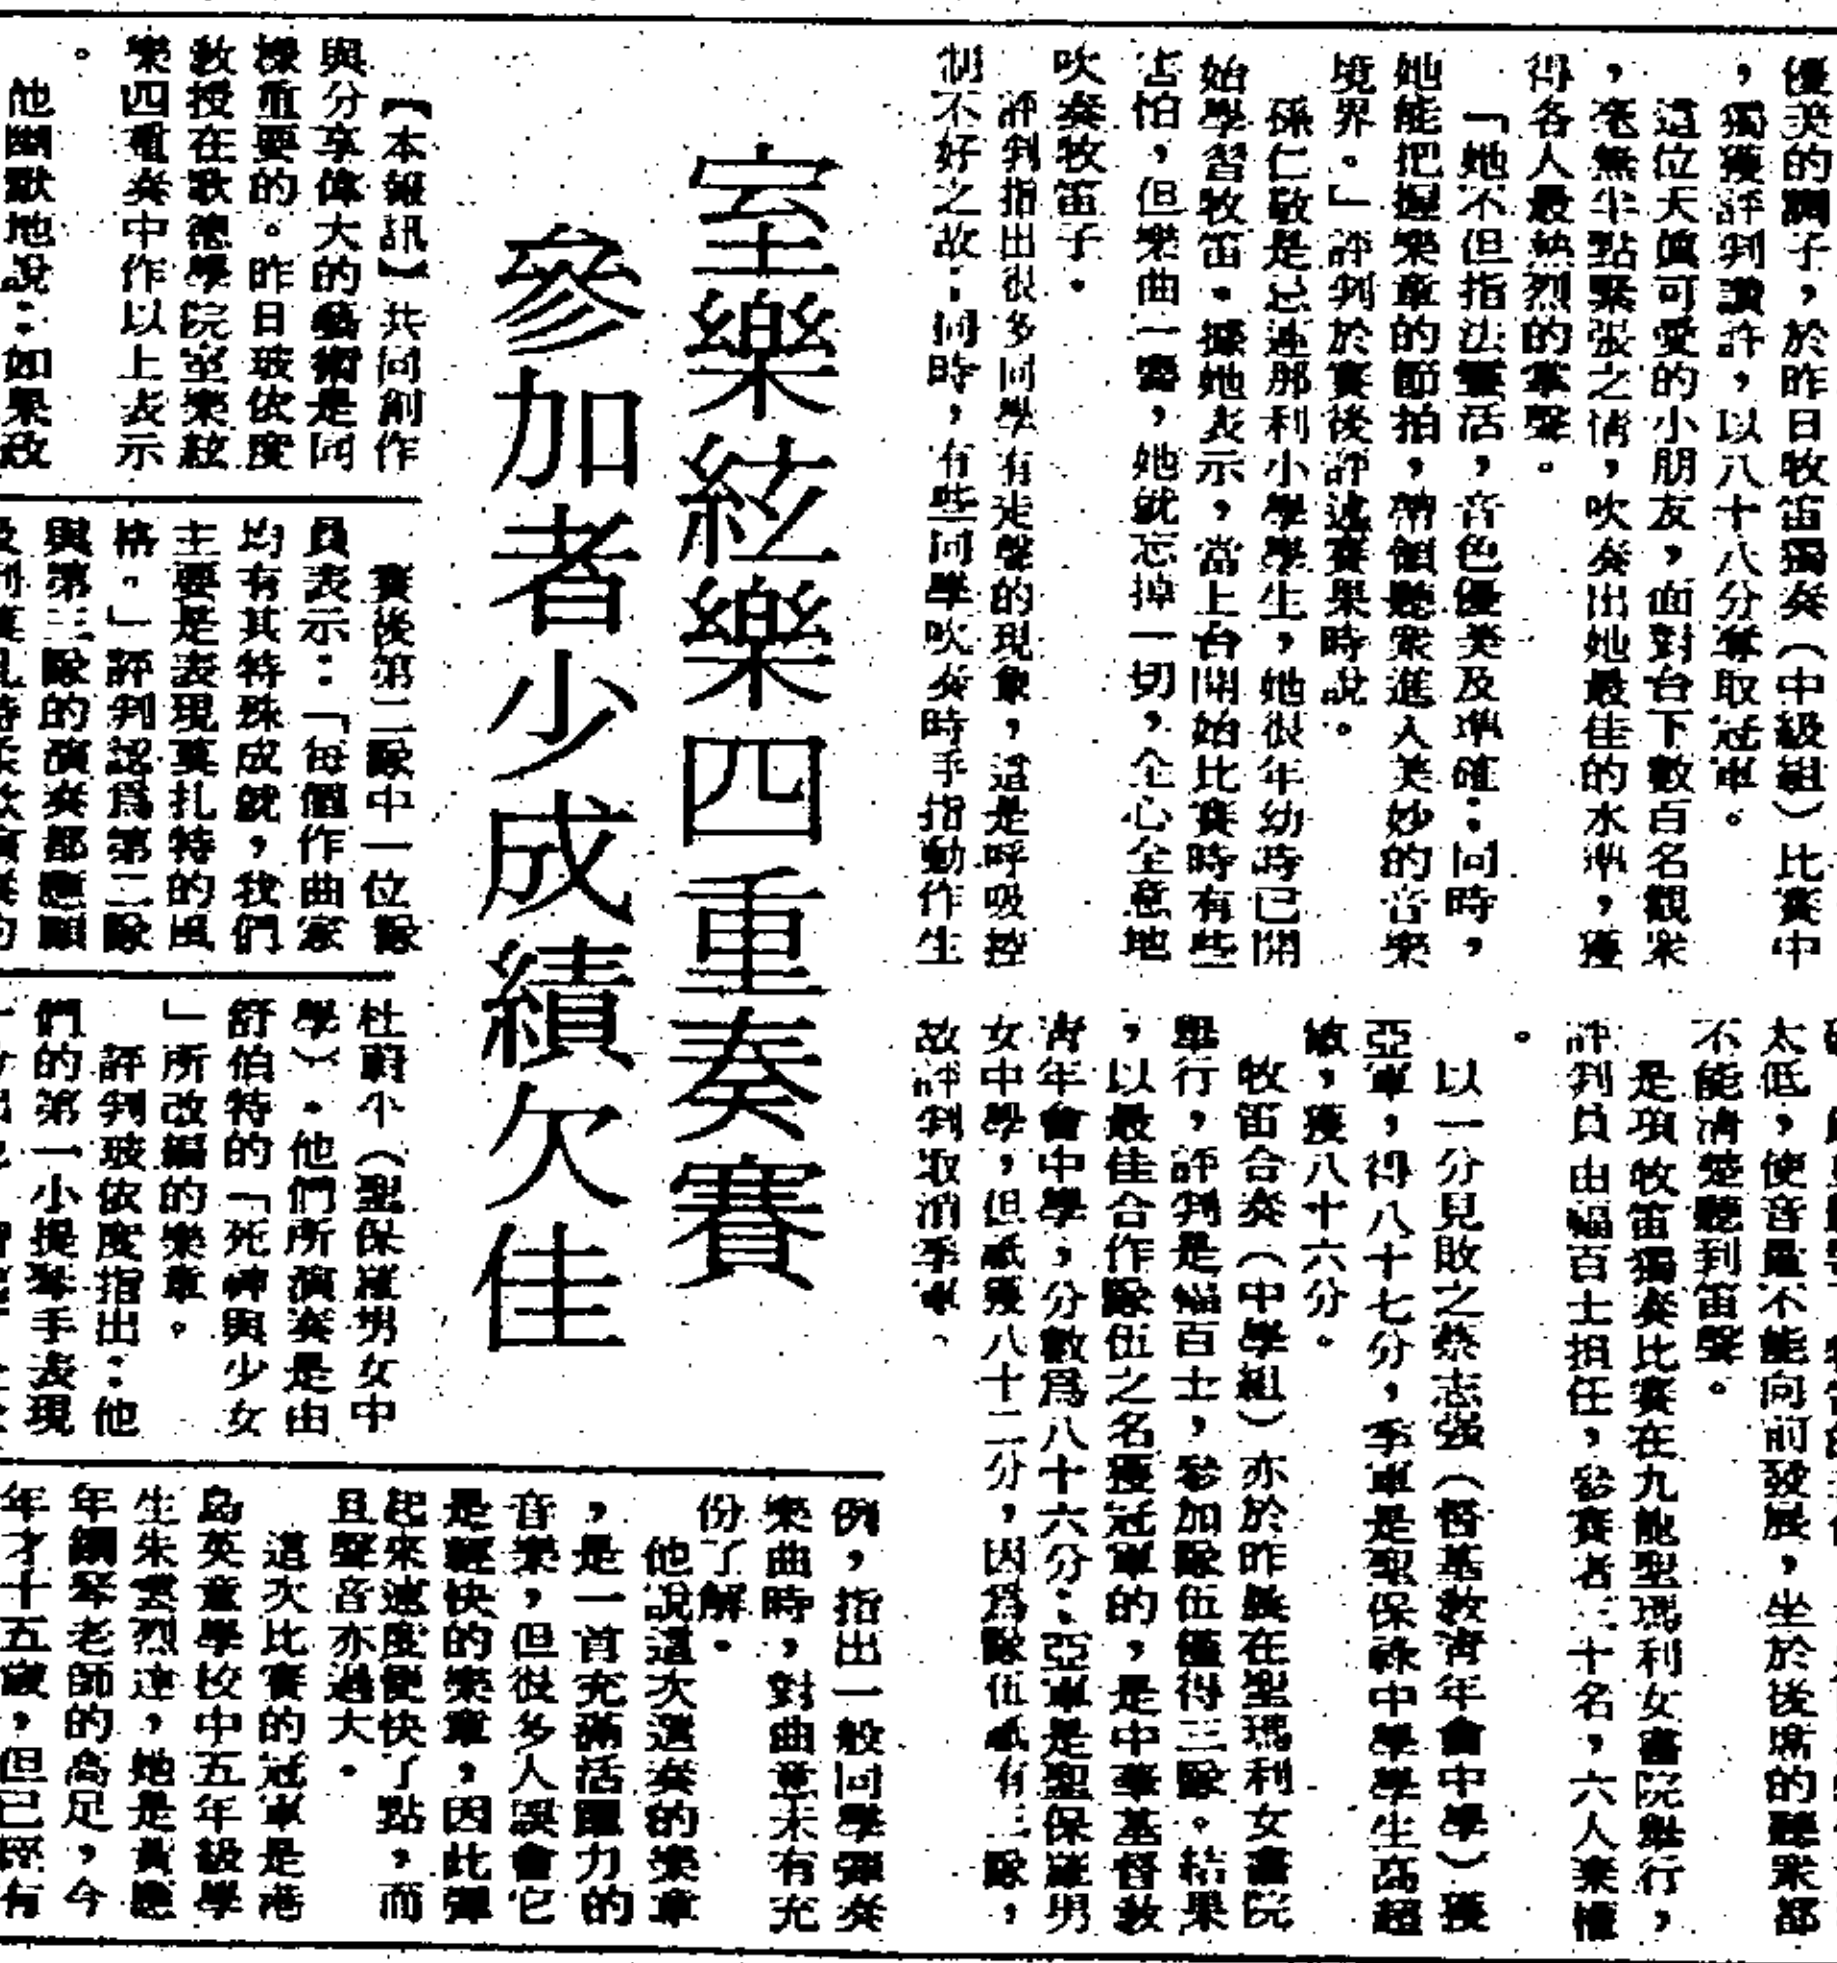 優美的調子，於昨日牧笛獨奏（中級組）比賽中
，獨獲評判讚許，以八十八分奪取冠軍。
這位天真可愛的小朋友，面對台下數百名觀眾
，毫無半點緊張之情，吹奏出她最佳的水準，獲
得各人最熱烈的掌聲。
「她不但指法靈活，音色優美及準確；同時，
她能把握樂章的節拍，帶領聽眾進入美妙的音樂
境界。」評判於賽後評述賽果時說。
孫仁敬是忌連那利小學學生，她很年幼時已開
始學習牧笛。據她表示，當上台開始比賽時有些
害怕，但樂曲一響，她就忘掉一切，全心全意地
吹奏牧笛子。
評判指出很多同學有走聲的現象，這是呼吸控
制不好之故；同時，有些同學吹奏時手指動作生
太低，使音量不能向前發展，坐於後席的聽眾都
不能清楚聽到笛聲。
是項牧笛獨奏比賽在九龍聖瑪利女書院舉行，
評判員由幅百士担任，參賽者三十名，六人棄權
。
以一分見敗之蔡志强（香基教青年會中學）獲
亞軍，得八十七分，季軍是聖保祿中學學生高超
敏，獲八十六分。
牧笛合奏（中學組）亦於昨晨在聖瑪利女書院
舉行，評判是幅百士，參加隊伍僅得三隊。結果
，以最佳合作隊伍之名獲冠軍的，是中華基督教
青年會中學，分數爲八十六分；亞軍是聖保羅男
女中學，但祇獲八十二分，因爲隊伍祇有三隊，
故評判取消季軍。
室樂絃樂四重奏賽
參加者少成績欠佳
【本報訊】共同創作
與分享偉大的藝術是同
樣重要的。昨日玻依度
教授在歌德學院室樂絃
樂四重奏中作以上表示
。
他幽默地說：如果政
賽後第二隊中一位隊
員表示：「每個作曲家
均有其特殊成就，我們
主要是表現莫扎特的風
格。」評判認爲第二隊
與第三隊的演奏都應顧
杜蔚小（聖保羅男女中
學）。他們所演奏是由
舒伯特的「死神與少女
」所改編的樂章。
評判玻依度指出：他
們的第一小提琴手表現
例，指出一般同學彈奏
樂曲時，對曲意未有充
份了解。
他說這次選奏的樂章
，是一首充滿活躍力的
音樂，但很多人誤會它
是輕快的樂章，因此彈
起來速度便快了點，而
且聲音亦過大。
這次比賽的冠軍是港
島英童學校中五年級學
生朱雲烈達，她是黃懸
年鋼琴老師的高足，今
年才十五歲，但已經有